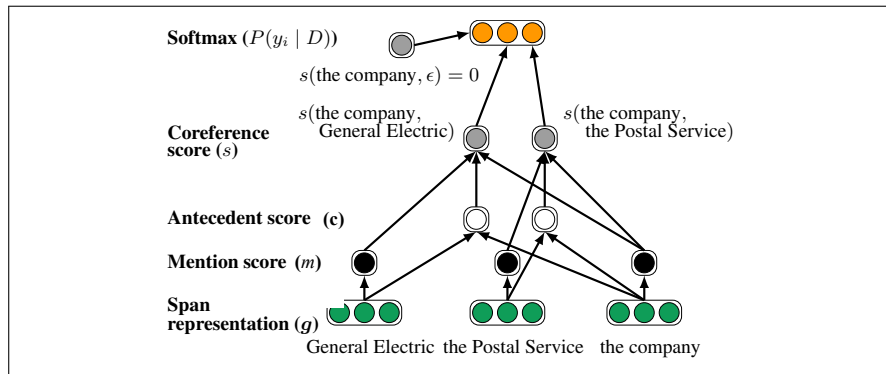 Softmax (P(y_i | D))
s(the company, ϵ) = 0
s(the company,
General Electric)
s(the company,
the Postal Service)
Coreference
score (s)
Antecedent score (c)
Mention score (m)
Span
representation (g)
General Electric the Postal Service the company